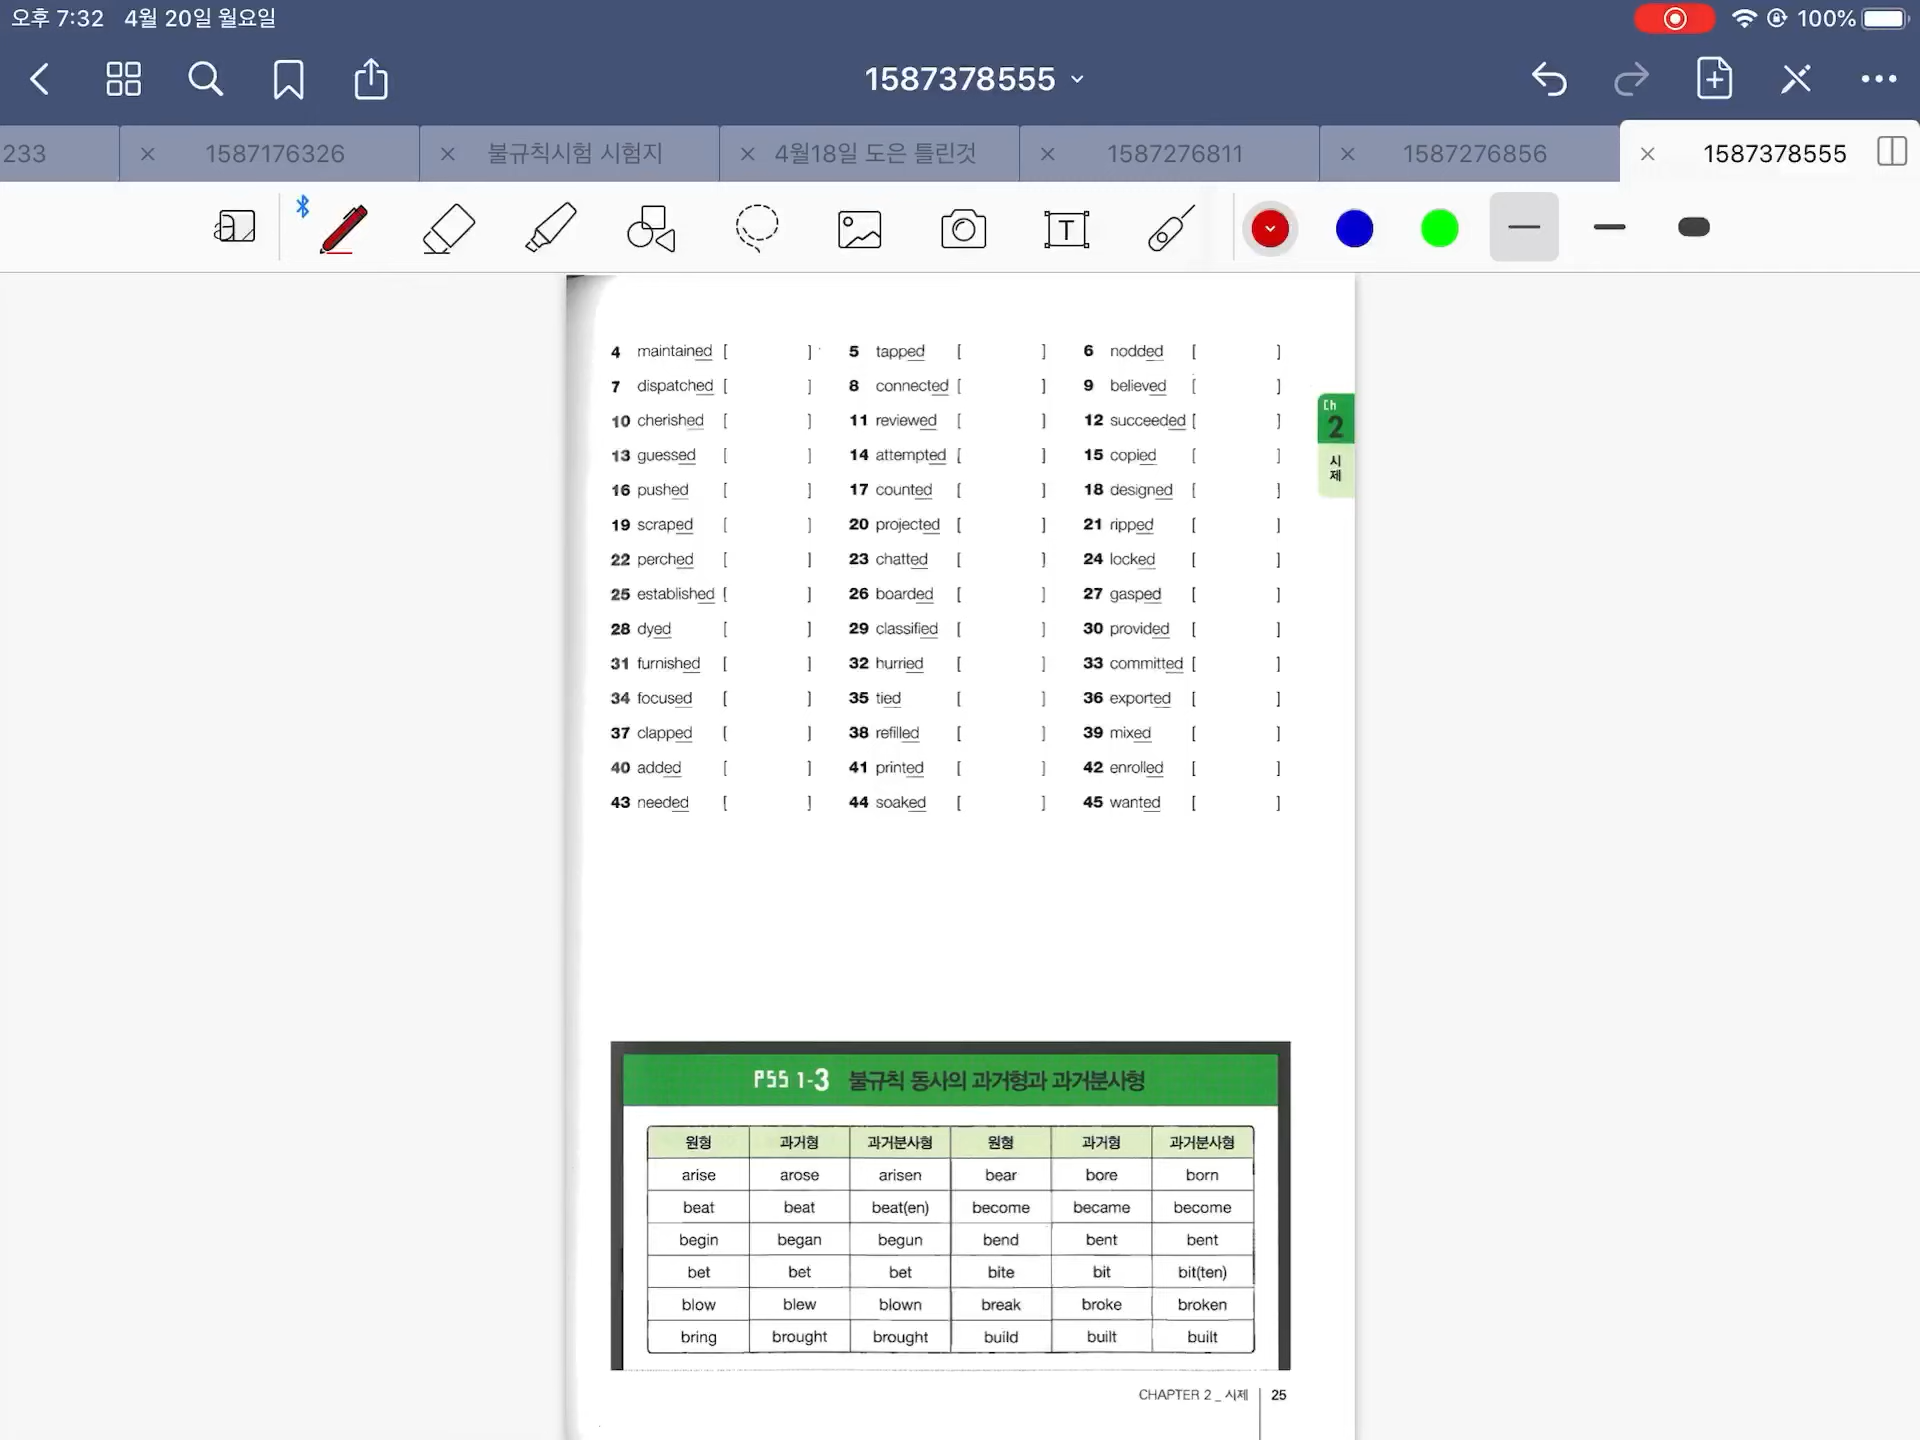 오후 7:32 4월 20일 월요일 100%
1587378555
233 1587176326 불규칙시험 시험지 4월18일 도은 틀린것 1587276811 1587276856 1587378555
4 maintained [ ] 5 tapped [ ] 6 nodded [ ]
7 dispatched [ ] 8 connected [ ] 9 believed [ ]
10 cherished [ ] 11 reviewed [ ] 12 succeeded [ ]
13 guessed [ ] 14 attempted [ ] 15 copied [ ]
16 pushed [ ] 17 counted [ ] 18 designed [ ]
19 scraped [ ] 20 projected [ ] 21 ripped [ ]
22 perched [ ] 23 chatted [ ] 24 locked [ ]
25 established [ ] 26 boarded [ ] 27 gasped [ ]
28 dyed [ ] 29 classified [ ] 30 provided [ ]
31 furnished [ ] 32 hurried [ ] 33 committed [ ]
34 focused [ ] 35 tied [ ] 36 exported [ ]
37 clapped [ ] 38 refilled [ ] 39 mixed [ ]
40 added [ ] 41 printed [ ] 42 enrolled [ ]
43 needed [ ] 44 soaked [ ] 45 wanted [ ]
Ch
2
시
제
PSS 1-3 불규칙 동사의 과거형과 과거분사형
원형 과거형 과거분사형 원형 과거형 과거분사형
arise arose arisen bear bore born
beat beat beat(en) become became become
begin began begun bend bent bent
bet bet bet bite bit bit(ten)
blow blew blown break broke broken
bring brought brought build built built
CHAPTER 2 _ 시제 25